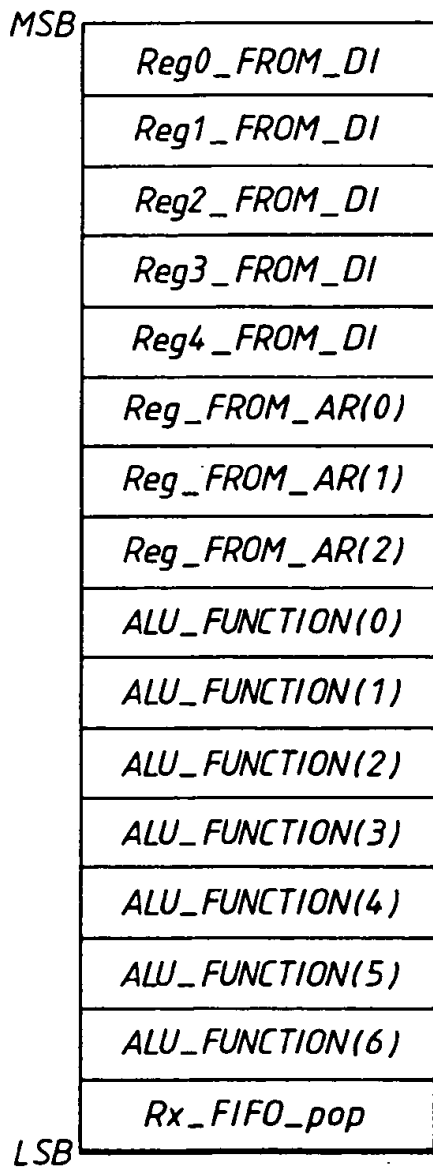 MSB
Reg0_FROM_DI
Reg1_FROM_DI
Reg2_FROM_DI
Reg3_FROM_DI
Reg4_FROM_DI
Reg_FROM_AR(0)
Reg_FROM_AR(1)
Reg_FROM_AR(2)
ALU_FUNCTION(0)
ALU_FUNCTION(1)
ALU_FUNCTION(2)
ALU_FUNCTION(3)
ALU_FUNCTION(4)
ALU_FUNCTION(5)
ALU_FUNCTION(6)
Rx_FIFO_pop
LSB